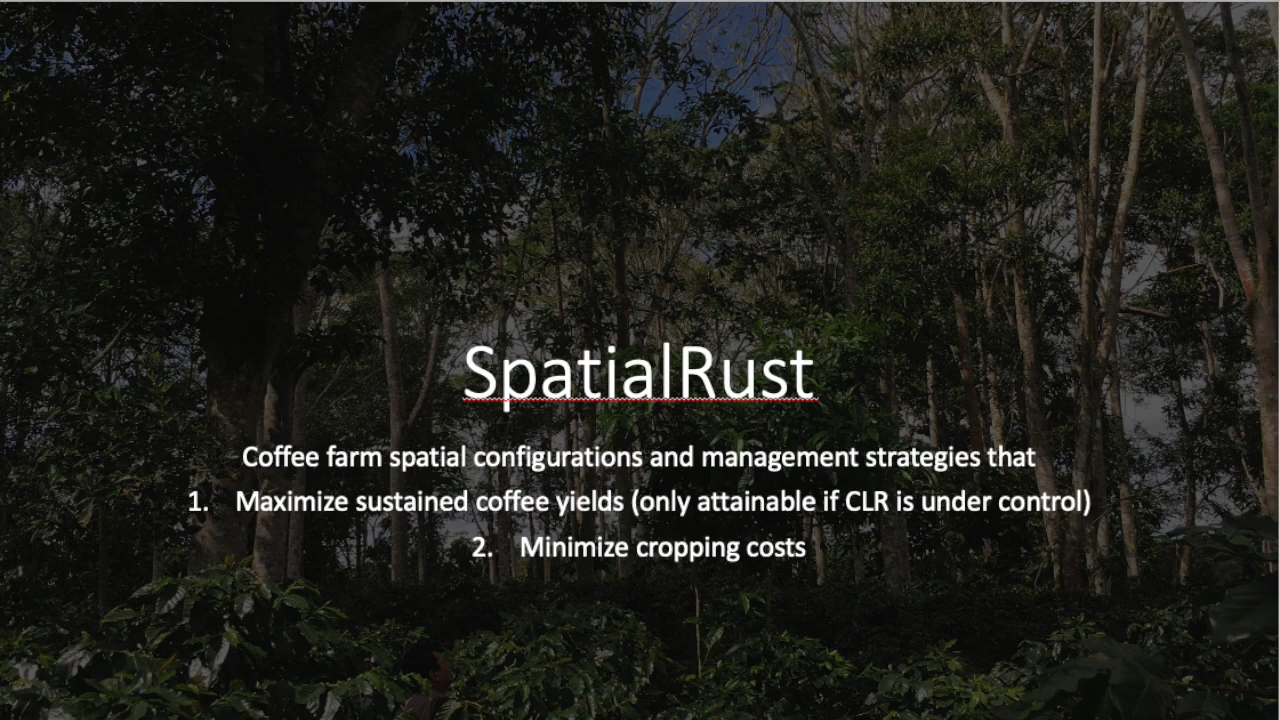 SpatialRust
Coffee farm spatial configurations and management strategies that
1. Maximize sustained coffee yields (only attainable if CLR is under control)
2. Minimize cropping costs